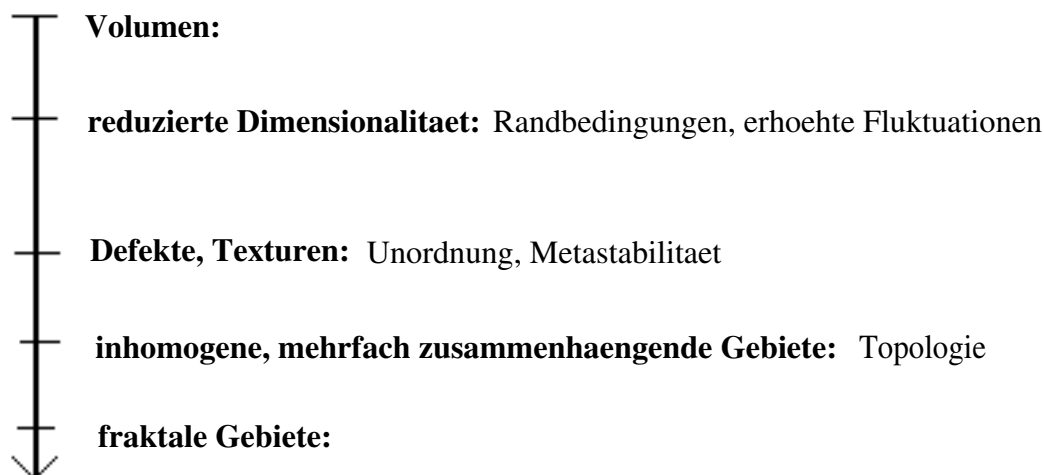 Volumen:
reduzierte Dimensionalitaet: Randbedingungen, erhoehte Fluktuationen
Defekte, Texturen: Unordnung, Metastabilitaet
inhomogene, mehrfach zusammenhaengende Gebiete: Topologie
fraktale Gebiete: